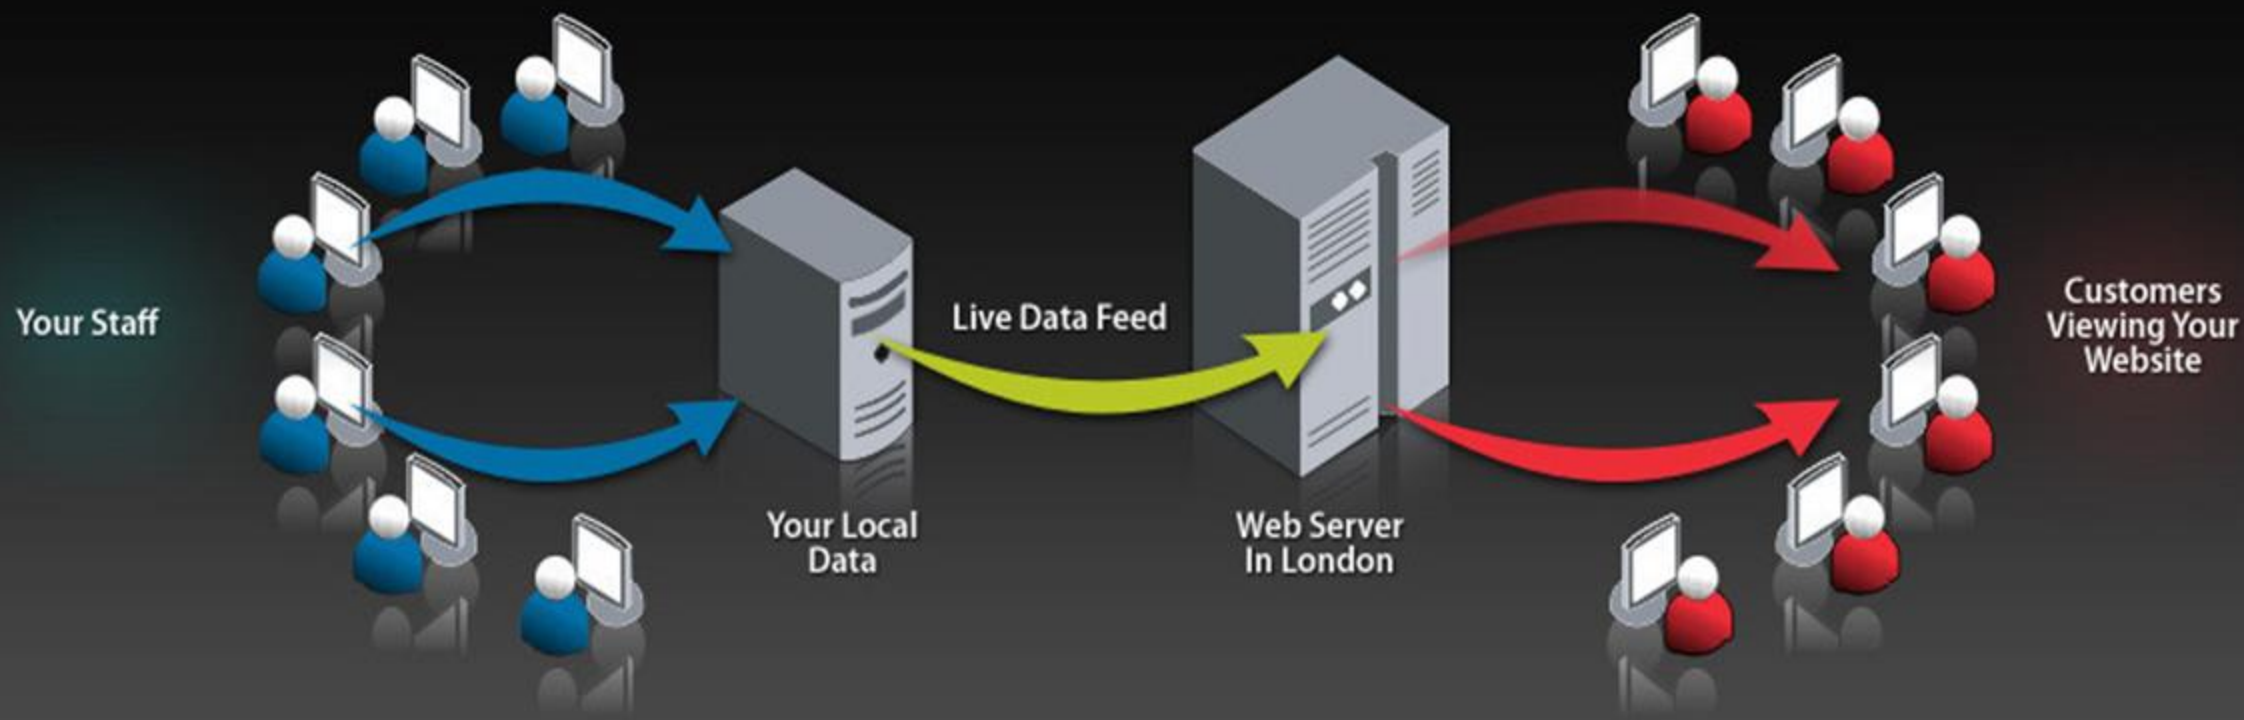 Your Staff
Your Local
Data
Live Data Feed
Web Server
In London
Customers
Viewing Your
Website